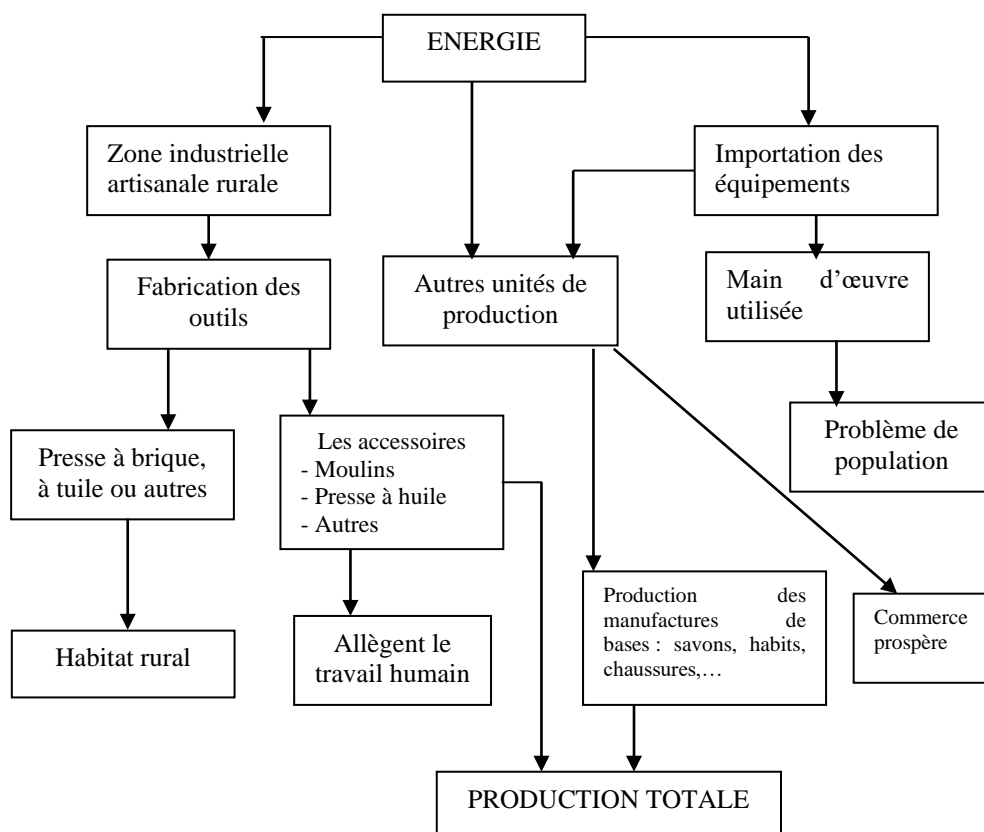 ENERGIE
Zone industrielle
artisanale rurale
Importation des
équipements
Fabrication des
outils
Autres unités de
production
Main d’œuvre
utilisée
Presse à brique,
à tuile ou autres
Les accessoires
- Moulins
- Presse à huile
- Autres
Problème de
population
Habitat rural
Allègent le
travail humain
Production des
manufactures de
bases : savons, habits,
chaussures,…
Commerce
prospère
PRODUCTION TOTALE